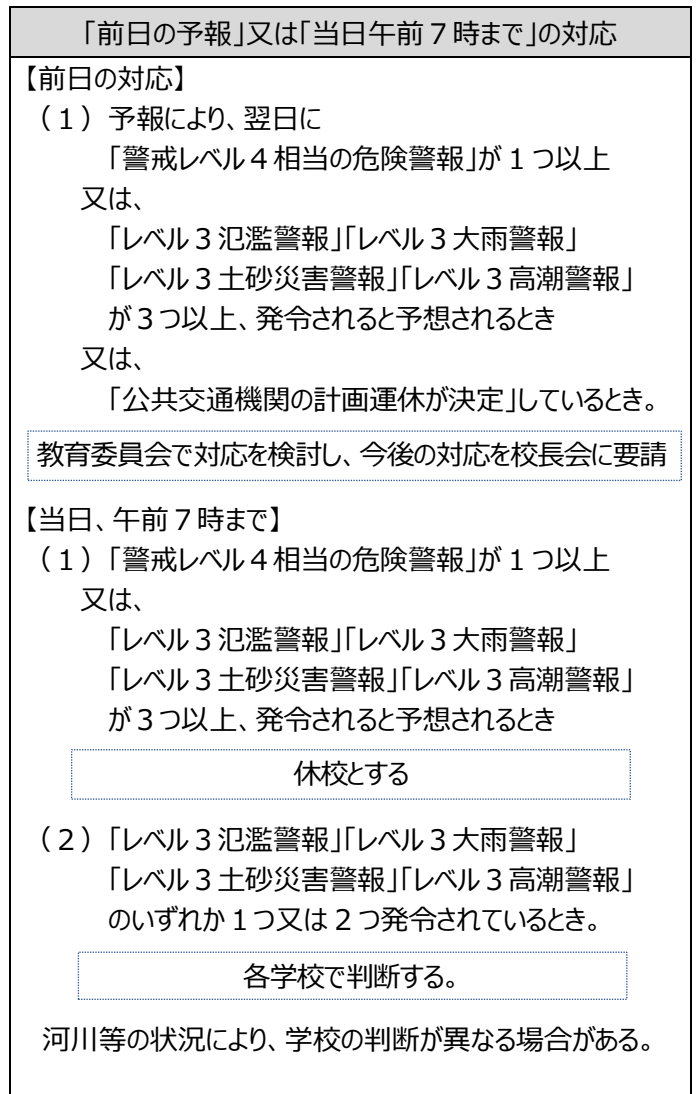 「前日の予報」又は「当日午前７時まで」の対応
【前日の対応】
（１）予報により、翌日に
「警戒レベル４相当の危険警報」が１つ以上
又は、
「レベル３氾濫警報」「レベル３大雨警報」
「レベル３土砂災害警報」「レベル３高潮警報」
が３つ以上、発令されると予想されるとき
又は、
「公共交通機関の計画運休が決定」しているとき。
教育委員会で対応を検討し、今後の対応を校長会に要請
【当日、午前７時まで】
（１）「警戒レベル４相当の危険警報」が１つ以上
又は、
「レベル３氾濫警報」「レベル３大雨警報」
「レベル３土砂災害警報」「レベル３高潮警報」
が３つ以上、発令されると予想されるとき
休校とする
（２）「レベル３氾濫警報」「レベル３大雨警報」
「レベル３土砂災害警報」「レベル３高潮警報」
のいずれか１つ又は２つ発令されているとき。
各学校で判断する。
河川等の状況により、学校の判断が異なる場合がある。